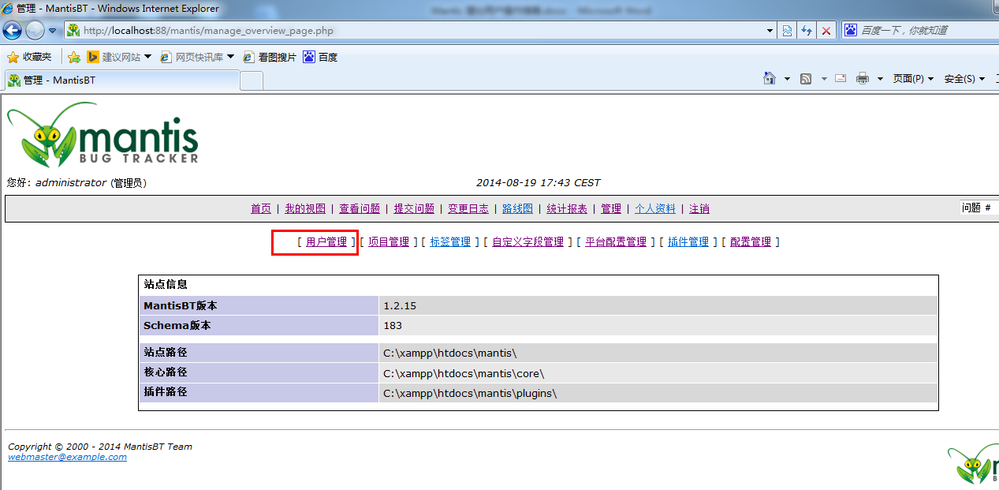 管理 - MantisBT - Windows Internet Explorer
http://localhost:88/mantis/manage_overview_page.php
百度一下，你就知道
收藏夹 建议网站 网页快讯库 看图搜片 百度
管理 - MantisBT
页面(P) 安全(S)
mantis
BUG TRACKER
您好: administrator (管理员) 2014-08-19 17:43 CEST
首页 | 我的视图 | 查看问题 | 提交问题 | 变更日志 | 路线图 | 统计报表 | 管理 | 个人资料 | 注销 问题 #
[ 用户管理 ] [ 项目管理 ] [ 标签管理 ] [ 自定义字段管理 ] [ 平台配置管理 ] [ 插件管理 ] [ 配置管理 ]
站点信息
MantisBT版本 1.2.15
Schema版本 183
站点路径 C:\xampp\htdocs\mantis\
核心路径 C:\xampp\htdocs\mantis\core\
插件路径 C:\xampp\htdocs\mantis\plugins\
Copyright © 2000 - 2014 MantisBT Team
webmaster@example.com